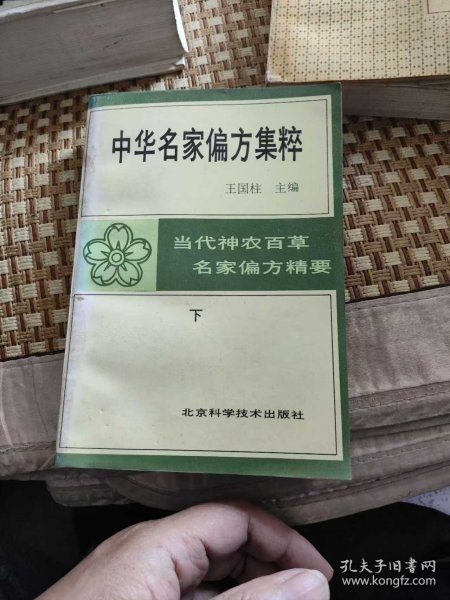 中华名家偏方集粹
王国柱 主编
当代神农百草
名家偏方精要
下
北京科学技术出版社
孔夫子旧书网
www.kongfz.com